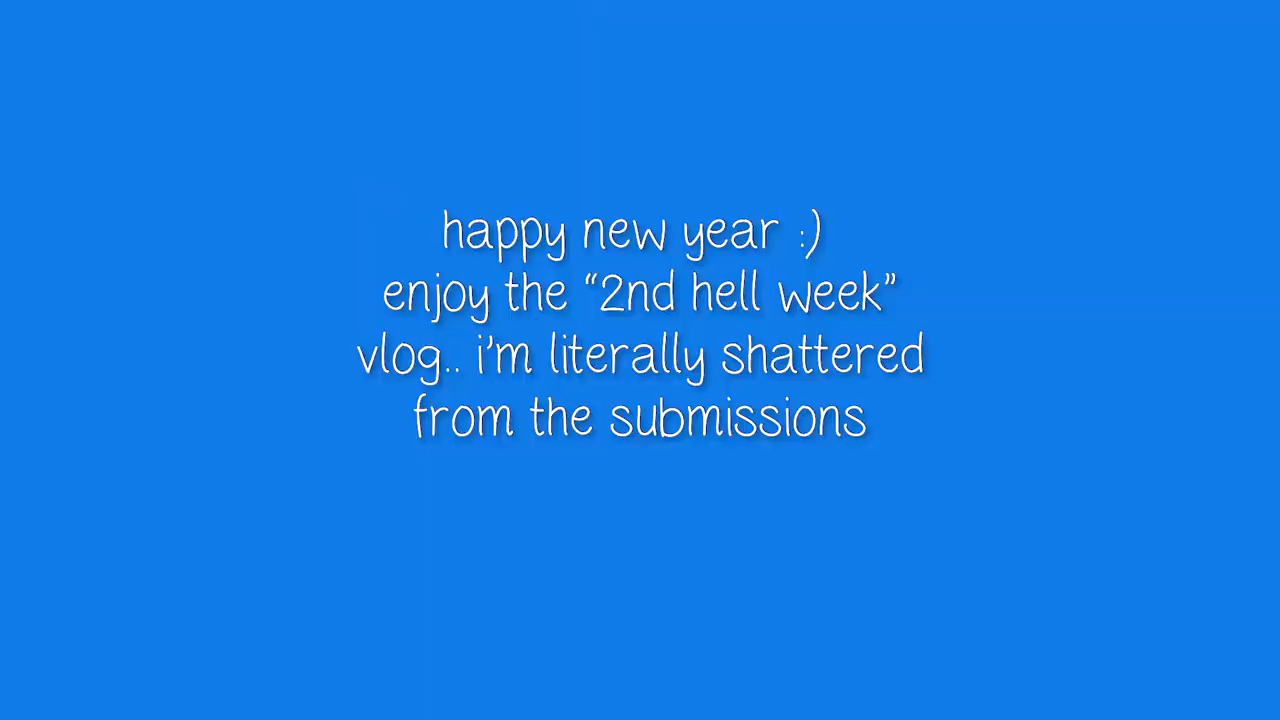 happy new year :)
enjoy the “2nd hell week”
vlog.. i’m literally shattered
from the submissions